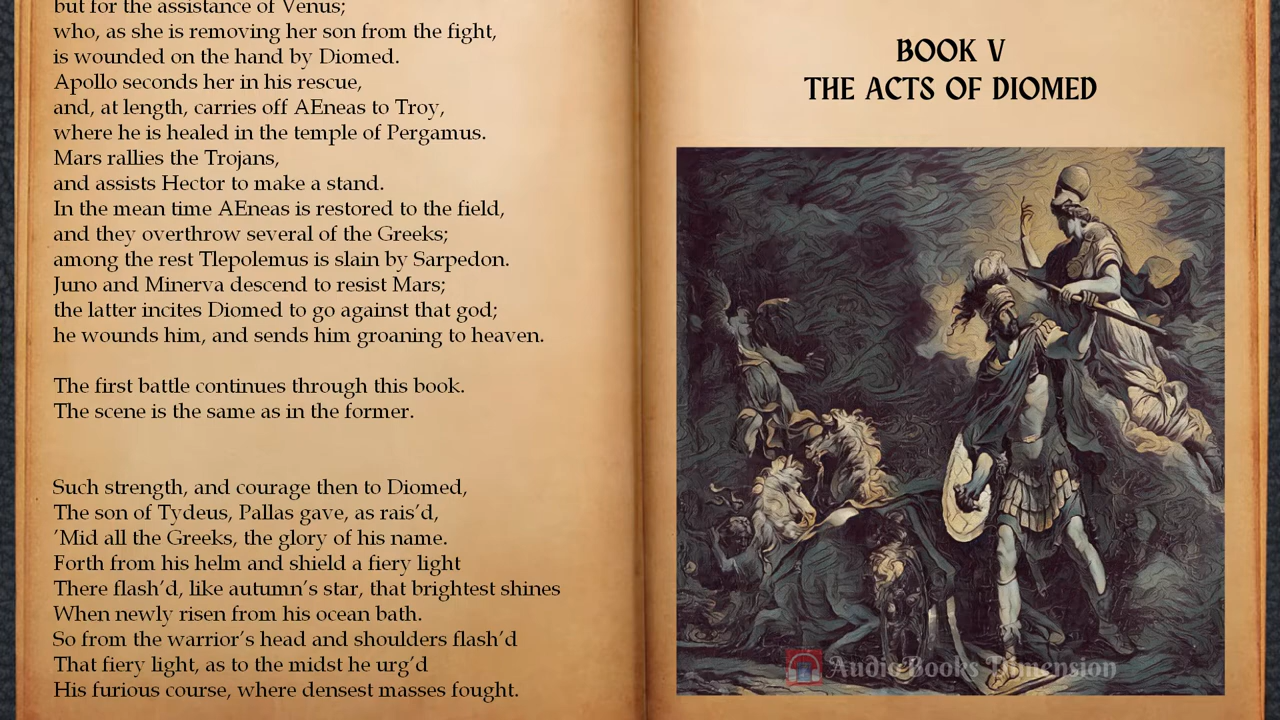 but for the assistance of Venus;
who, as she is removing her son from the fight,
is wounded on the hand by Diomed.
Apollo seconds her in his rescue,
and, at length, carries off AEneas to Troy,
where he is healed in the temple of Pergamus.
Mars rallies the Trojans,
and assists Hector to make a stand.
In the mean time AEneas is restored to the field,
and they overthrow several of the Greeks;
among the rest Tlepolemus is slain by Sarpedon.
Juno and Minerva descend to resist Mars;
the latter incites Diomed to go against that god;
he wounds him, and sends him groaning to heaven.
The first battle continues through this book.
The scene is the same as in the former.
Such strength, and courage then to Diomed,
The son of Tydeus, Pallas gave, as rais’d,
’Mid all the Greeks, the glory of his name.
Forth from his helm and shield a fiery light
There flash’d, like autumn’s star, that brightest shines
When newly risen from his ocean bath.
So from the warrior’s head and shoulders flash’d
That fiery light, as to the midst he urg’d
His furious course, where densest masses fought.
BOOK V
THE ACTS OF DIOMED
Audio Books Dimension